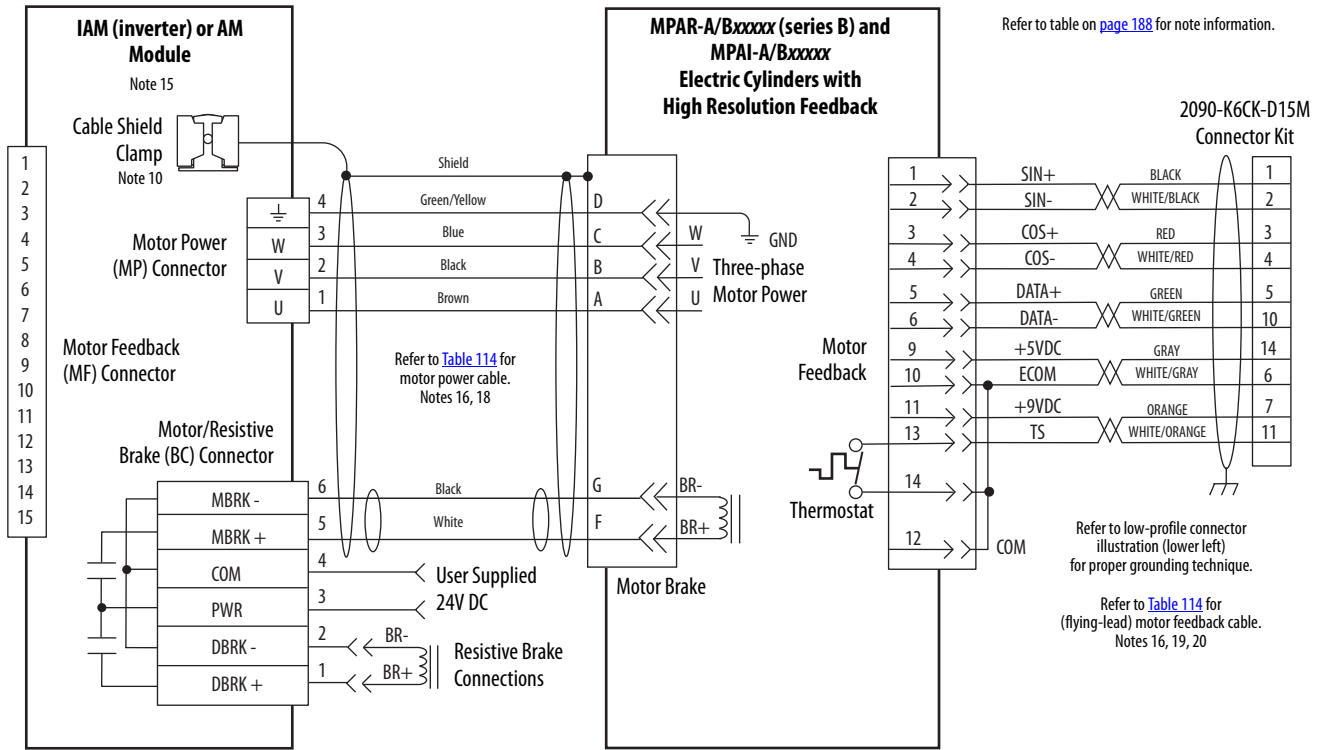 IAM (inverter) or AM
Module
Note 15
Cable Shield
Clamp
Note 10
1
2
3
4
5
6
7
8
9
10
11
12
13
14
15
Motor Power
(MP) Connector
W
V
U
4
3
2
1
Motor Feedback
(MF) Connector
Motor/Resistive
Brake (BC) Connector
MBRK -
MBRK +
COM
PWR
DBRK -
DBRK +
6
5
4
3
2
1
Shield
Green/Yellow
Blue
Black
Brown
Refer to Table 114 for
motor power cable.
Notes 16, 18
Black
White
User Supplied
24V DC
BR-
BR+
Resistive Brake
Connections
MPAR-A/Bxxxxx (series B) and
MPAI-A/Bxxxxx
Electric Cylinders with
High Resolution Feedback
D
C
B
A
W
V
U
GND
Three-phase
Motor Power
G
F
BR-
BR+
Motor Brake
Motor
Feedback
Thermostat
1
2
3
4
5
6
9
10
11
13
14
12
COM
Refer to table on page 188 for note information.
2090-K6CK-D15M
Connector Kit
SIN+ BLACK 1
SIN- WHITE/BLACK 2
COS+ RED 3
COS- WHITE/RED 4
DATA+ GREEN 5
DATA- WHITE/GREEN 10
+5VDC GRAY 14
ECOM WHITE/GRAY 6
+9VDC ORANGE 7
TS WHITE/ORANGE 11
Refer to low-profile connector
illustration (lower left)
for proper grounding technique.
Refer to Table 114 for
(flying-lead) motor feedback cable.
Notes 16, 19, 20